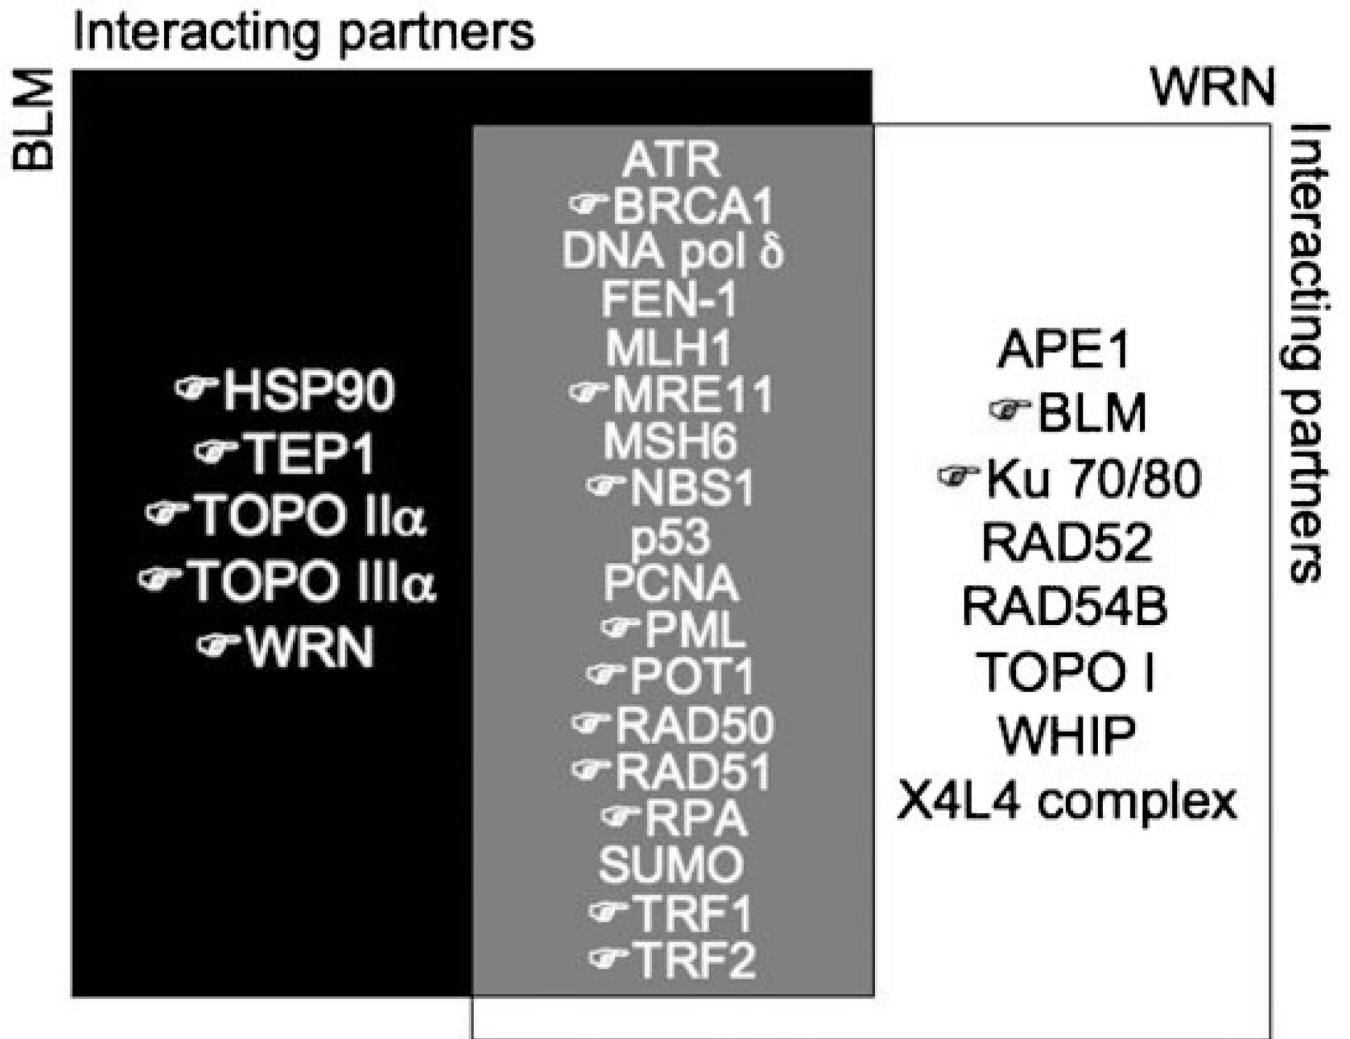 Interacting partners
BLM
WRN
Interacting partners
☞HSP90
☞TEP1
☞TOPO IIα
☞TOPO IIIα
☞WRN
ATR
☞BRCA1
DNA pol δ
FEN-1
MLH1
☞MRE11
MSH6
☞NBS1
p53
PCNA
☞PML
☞POT1
☞RAD50
☞RAD51
☞RPA
SUMO
☞TRF1
☞TRF2
APE1
☞BLM
☞Ku 70/80
RAD52
RAD54B
TOPO I
WHIP
X4L4 complex